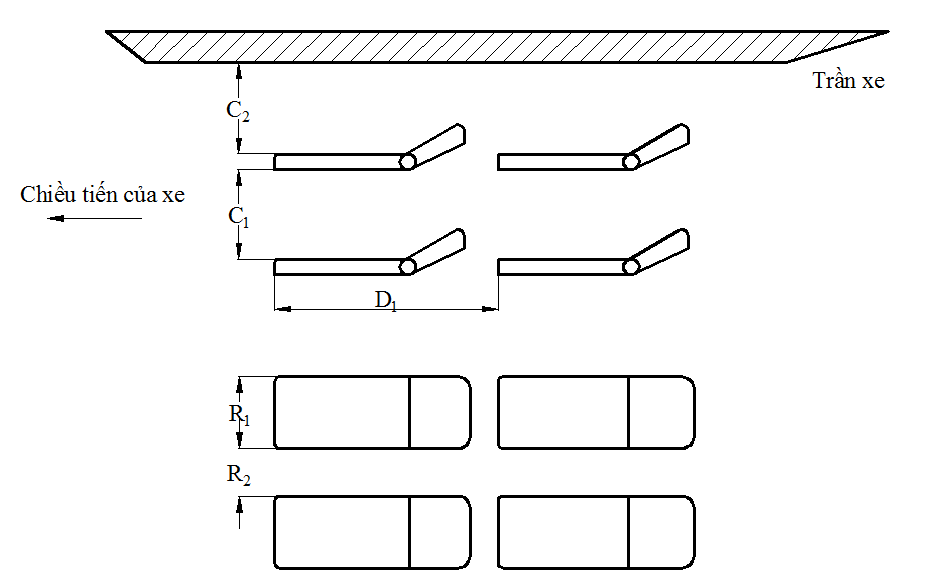 Trần xe
C2
Chiều tiến của xe
C1
D1
R1
R2